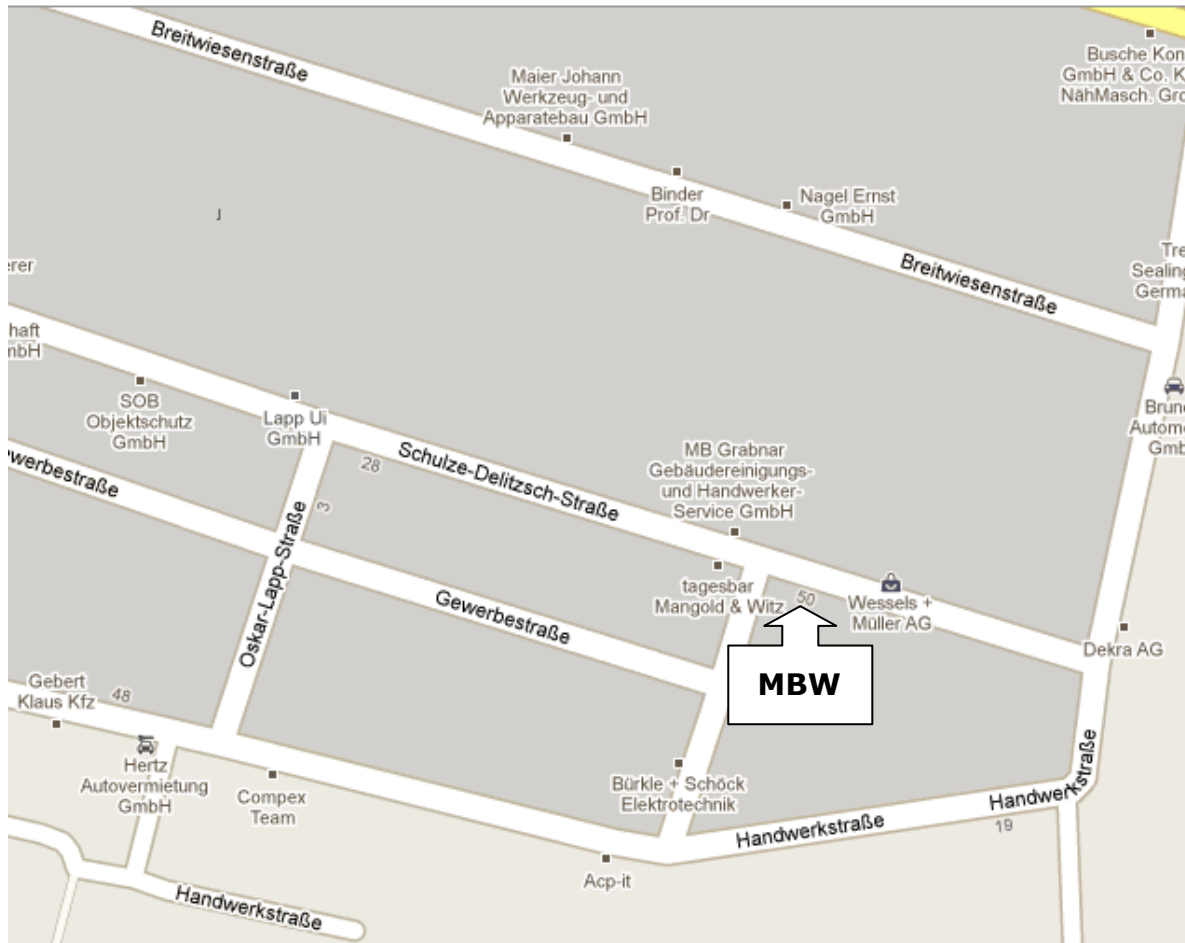 Breitwiesenstraße
Busche Kon
GmbH & Co. K
NähMasch. Gro
Maier Johann
Werkzeug- und
Apparatebau GmbH
Binder
Prof. Dr
Nagel Ernst
GmbH
Breitwiesenstraße
Tre
Sealing
Germa
erer
haft
mbH
SOB
Objektschutz
GmbH
Lapp Ui
GmbH
28
Schulze-Delitzsch-Straße
MB Grabnar
Gebäudereinigungs-
und Handwerker-
Service GmbH
Brune
Automo
Gmb
werbestraße
3
Oskar-Lapp-Straße
Gewerbestraße
tagesbar
Mangold & Witz
50
Wessels +
Müller AG
Dekra AG
MBW
Gebert
Klaus Kfz
48
Hertz
Autovermietung
GmbH
Compex
Team
Bürkle + Schöck
Elektrotechnik
Handwerkstraße
Handwerkstraße
19
Acp-it
Handwerkstraße